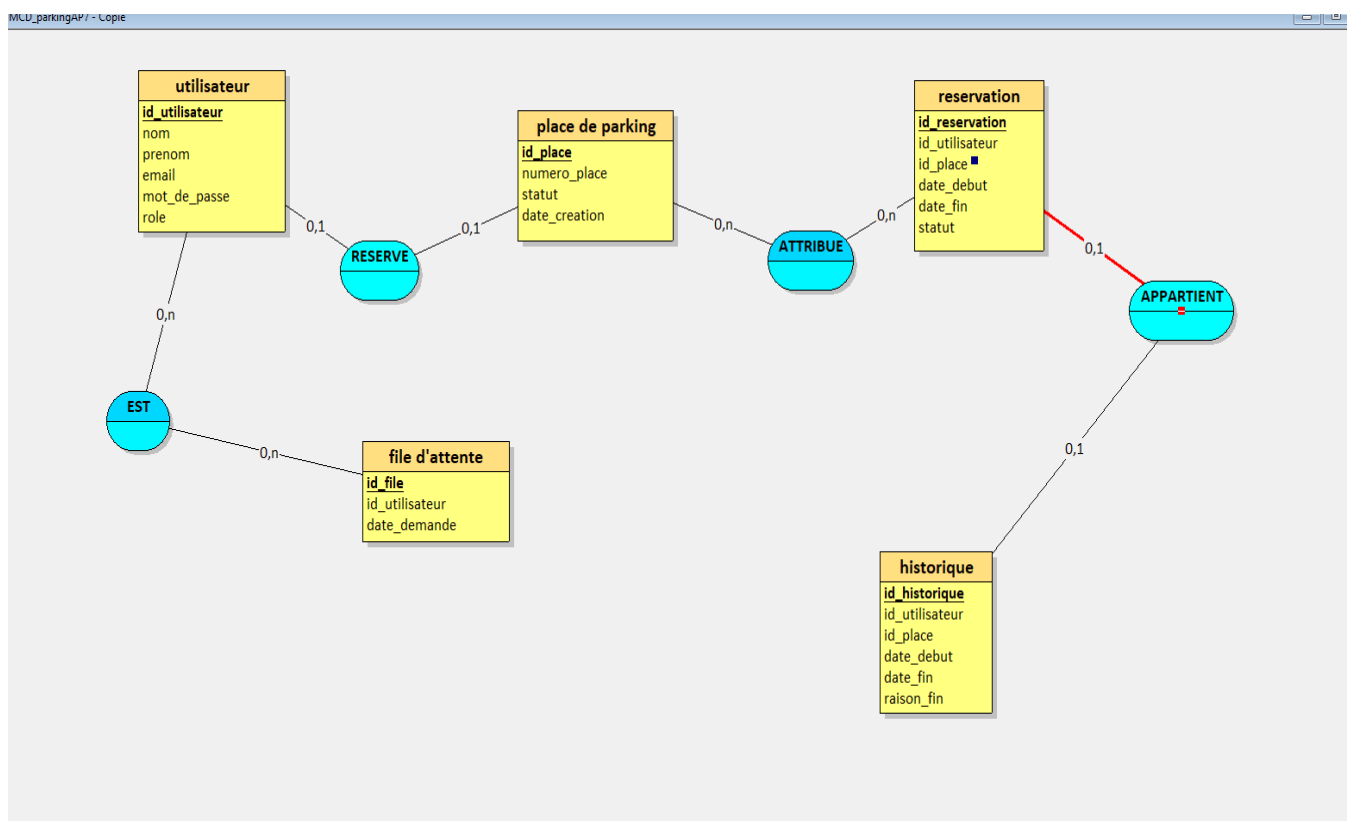 MCD_parkingAP7 - Copie
utilisateur
id_utilisateur
nom
prenom
email
mot_de_passe
role
0,1
RESERVE
0,1
place de parking
id_place
numero_place
statut
date_creation
0,n
ATTRIBUE
0,n
reservation
id_reservation
id_utilisateur
id_place
date_debut
date_fin
statut
0,1
APPARTIENT
0,1
0,n
EST
0,n
file d'attente
id_file
id_utilisateur
date_demande
historique
id_historique
id_utilisateur
id_place
date_debut
date_fin
raison_fin